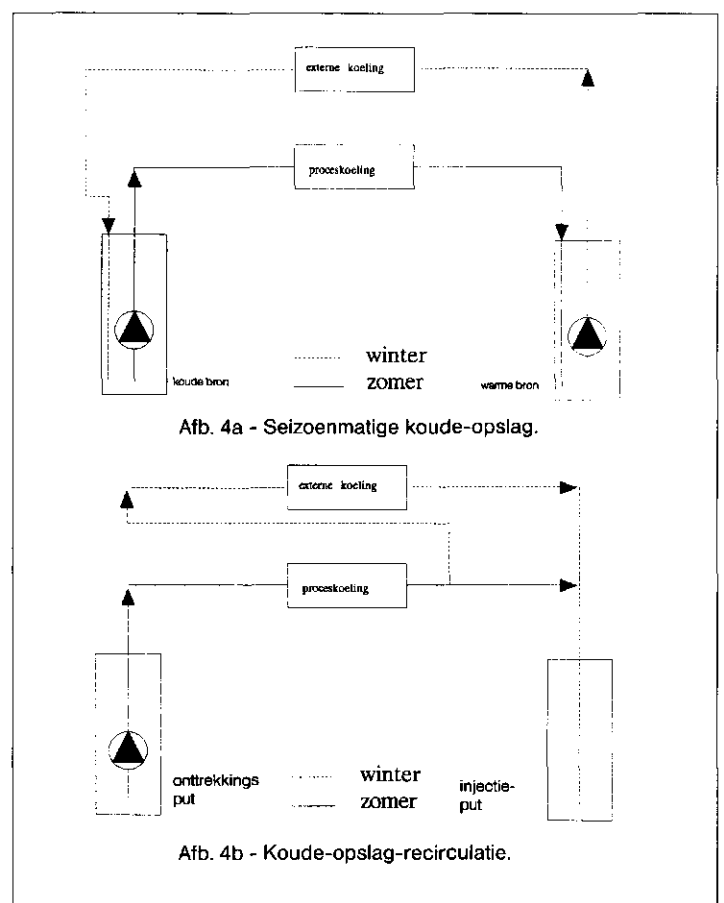 externe koeling
proceskoeling
winter
koude bron
zomer
warme bron
Afb. 4a - Seizoenmatige koude-opslag.
externe koeling
proceskoeling
onttrekkings
put
winter
zomer
injectie-
put
Afb. 4b - Koude-opslag-recirculatie.